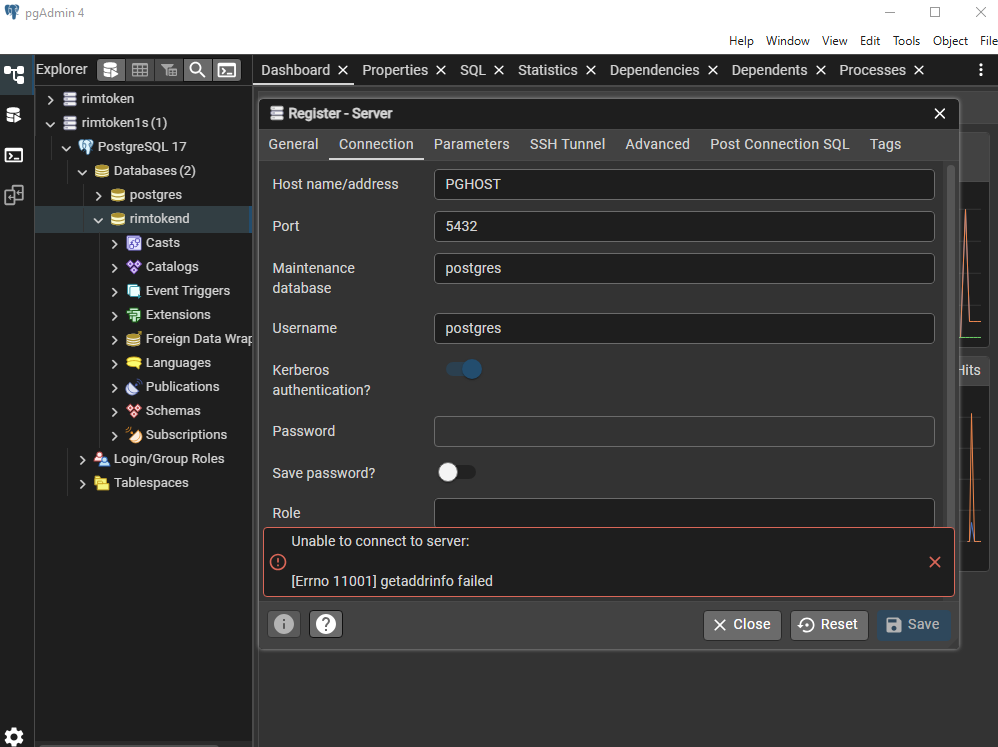 pgAdmin 4
Help Window View Edit Tools Object File
Explorer
Dashboard Properties SQL Statistics Dependencies Dependents Processes
rimtoken
rimtoken1s (1)
PostgreSQL 17
Databases (2)
postgres
rimtokend
Casts
Catalogs
Event Triggers
Extensions
Foreign Data Wrap
Languages
Publications
Schemas
Subscriptions
Login/Group Roles
Tablespaces
Register - Server
General Connection Parameters SSH Tunnel Advanced Post Connection SQL Tags
Host name/address PGHOST
Port 5432
Maintenance
database
postgres
Username postgres
Kerberos
authentication?
Password
Save password?
Role
Unable to connect to server:
[Errno 11001] getaddrinfo failed
Close Reset Save
Hits